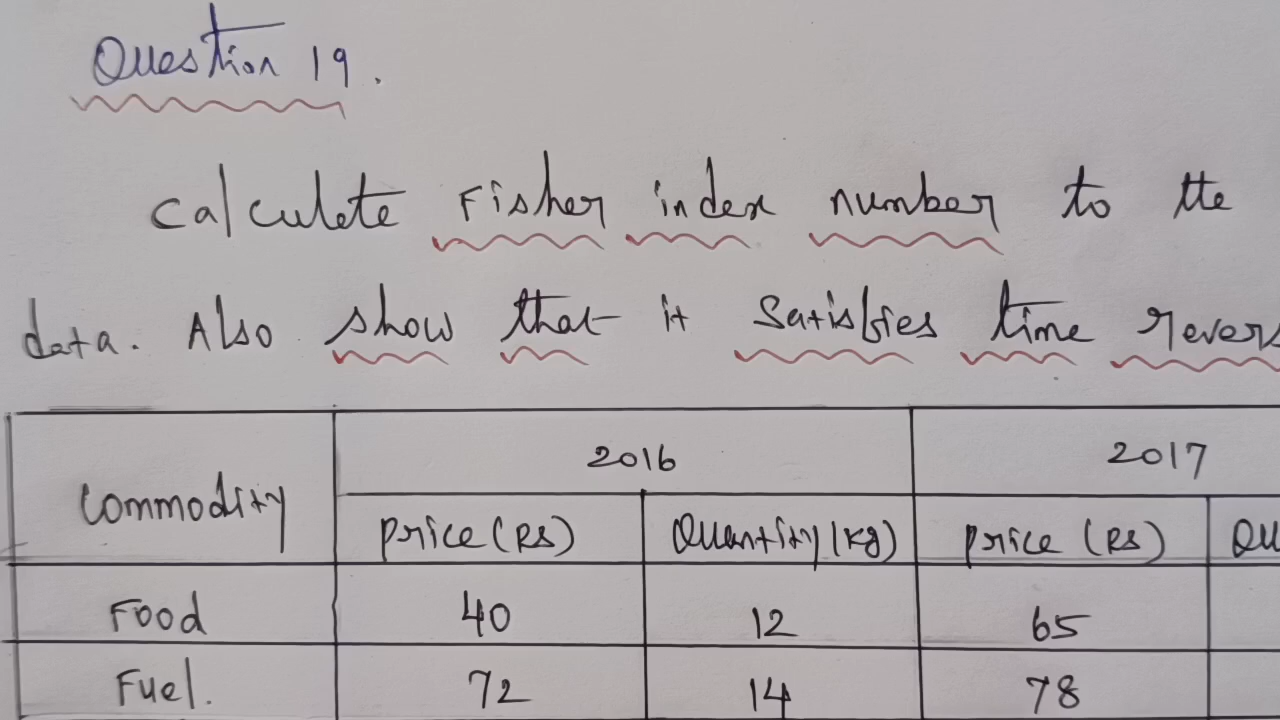 Question 19.
Calculate Fisher index number to the
data. Also show that it Satisfies time revers
Commodity 2016 2017
Price (RS) Quantity (Kg) Price (RS) Qu
Food 40 12 65
Fuel. 72 14 78